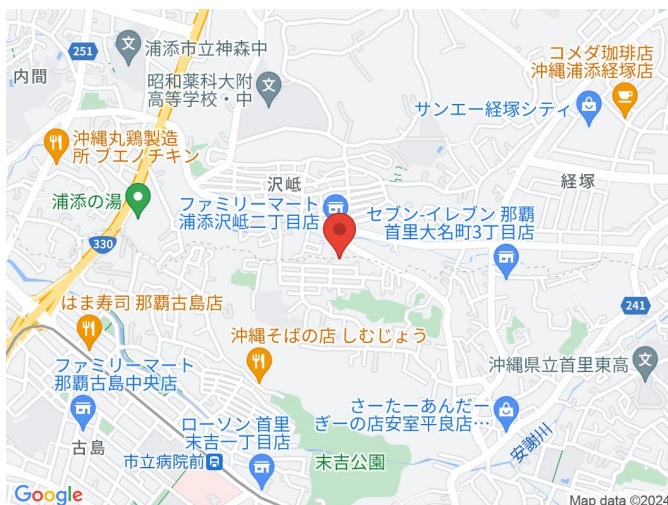 251
浦添市立神森中
内間
昭和薬科大附
高等学校・中
コメダ珈琲店
沖縄浦添経塚店
サンエー経塚シティ
沖縄丸鶏製造
所 ブエノチキン
沢岻
経塚
浦添の湯
ファミリーマート
浦添沢岻二丁目店
セブン-イレブン 那覇
首里大名町3丁目店
330
はま寿司 那覇古島店
241
沖縄そばの店 しむじょう
沖縄県立首里東高
ファミリーマート
那覇古島中央店
さーたーあんだー
ぎーの店安室平良店…
安謝川
古島
ローソン 首里
末吉一丁目店
市立病院前
末吉公園
Google
Map data ©2024